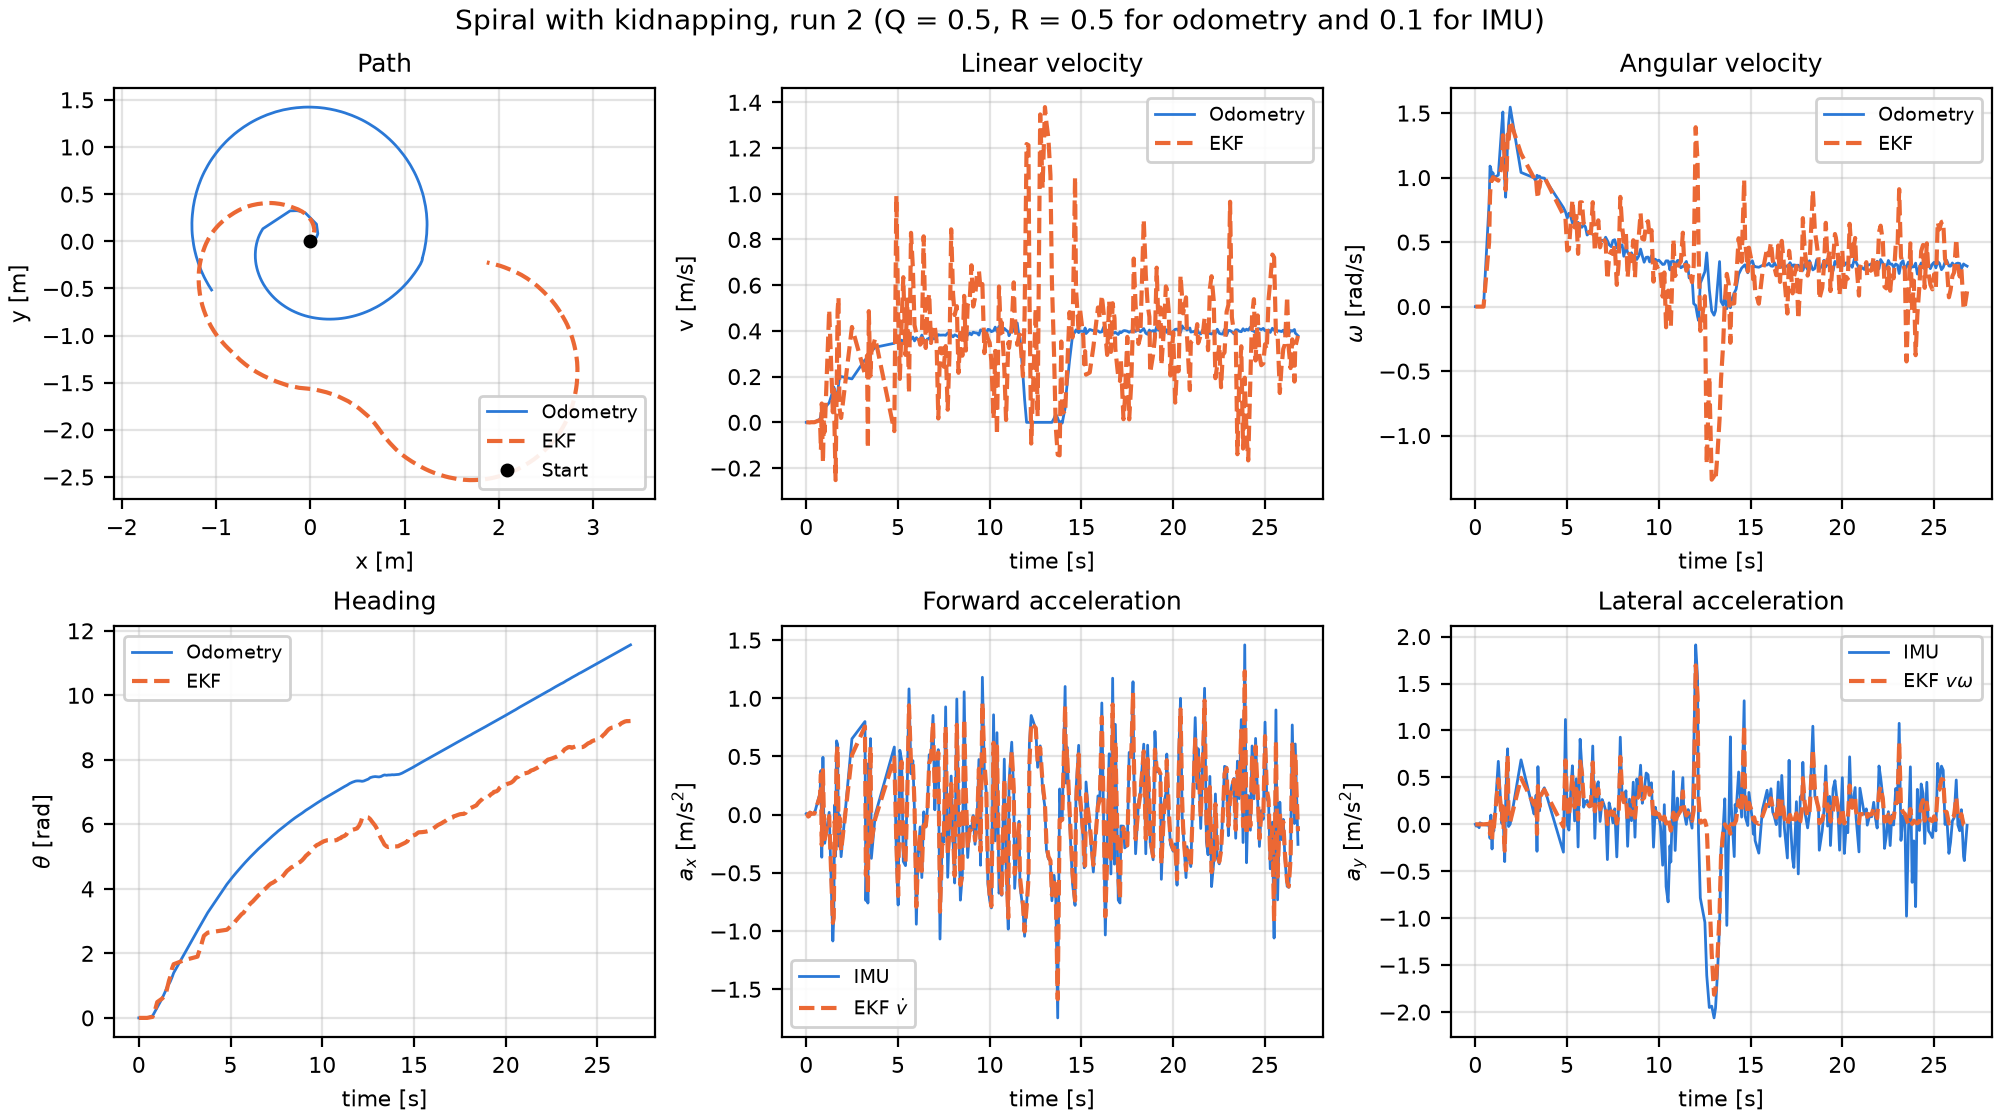 Spiral with kidnapping, run 2 (Q = 0.5, R = 0.5 for odometry and 0.1 for IMU)
Path
1.5
1.0
0.5
0.0
−0.5
−1.0
−1.5
−2.0
−2.5
y [m]
−2
−1
0
1
2
3
x [m]
Odometry
EKF
Start
Linear velocity
1.4
1.2
1.0
0.8
0.6
0.4
0.2
0.0
−0.2
v [m/s]
0
5
10
15
20
25
time [s]
Odometry
EKF
Angular velocity
1.5
1.0
0.5
0.0
−0.5
−1.0
ω [rad/s]
0
5
10
15
20
25
time [s]
Odometry
EKF
Heading
12
10
8
6
4
2
0
θ [rad]
0
5
10
15
20
25
time [s]
Odometry
EKF
Forward acceleration
1.5
1.0
0.5
0.0
−0.5
−1.0
−1.5
aₓ [m/s²]
0
5
10
15
20
25
time [s]
IMU
EKF v̇
Lateral acceleration
2.0
1.5
1.0
0.5
0.0
−0.5
−1.0
−1.5
−2.0
a_y [m/s²]
0
5
10
15
20
25
time [s]
IMU
EKF vω